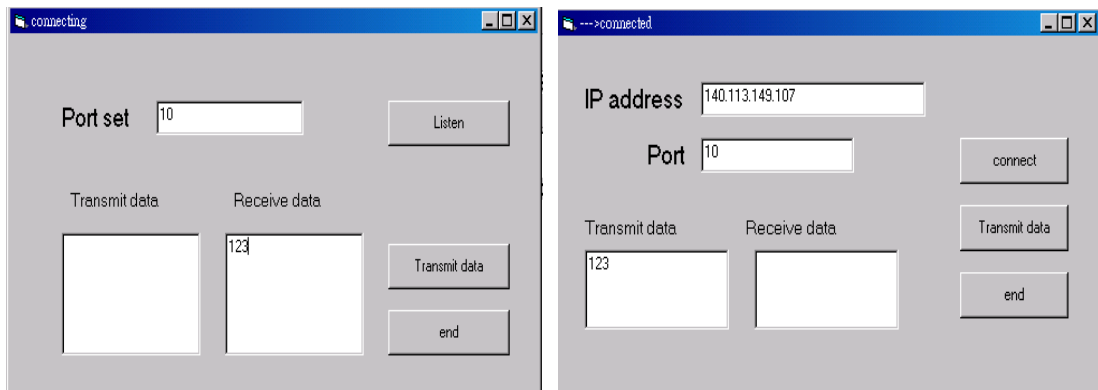 connecting
Port set
10
Listen
Transmit data
Receive data
123
Transmit data
end
--->connected
IP address
140.113.149.107
Port
10
connect
Transmit data
Receive data
Transmit data
123
end